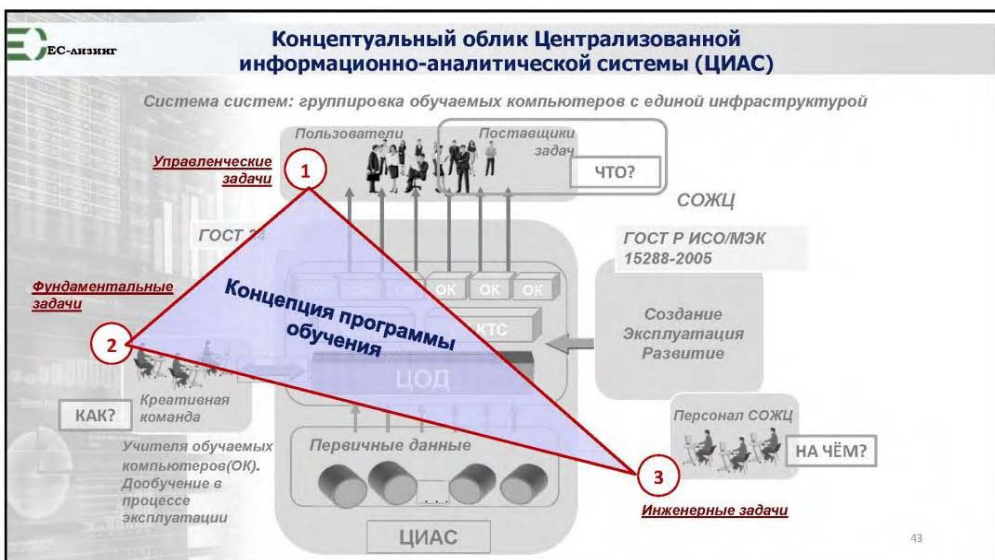 ЕС-лизинг
Концептуальный облик Централизованной
информационно-аналитической системы (ЦИАС)
Система систем: группировка обучаемых компьютеров с единой инфраструктурой
Пользователи
Поставщики
задач
ЧТО?
Управленческие
задачи
1
СОЖЦ
ГОСТ 34
ГОСТ Р ИСО/МЭК
15288-2005
Фундаментальные
задачи
2
ОК ОК ОК
КТС
Концепция программы
обучения
ЦОД
Создание
Эксплуатация
Развитие
КАК?
Креативная
команда
Учителя обучаемых
компьютеров(ОК).
Дообучение в
процессе
эксплуатации
Первичные данные
...
ЦИАС
Персонал СОЖЦ
НА ЧЁМ?
3
Инженерные задачи
43